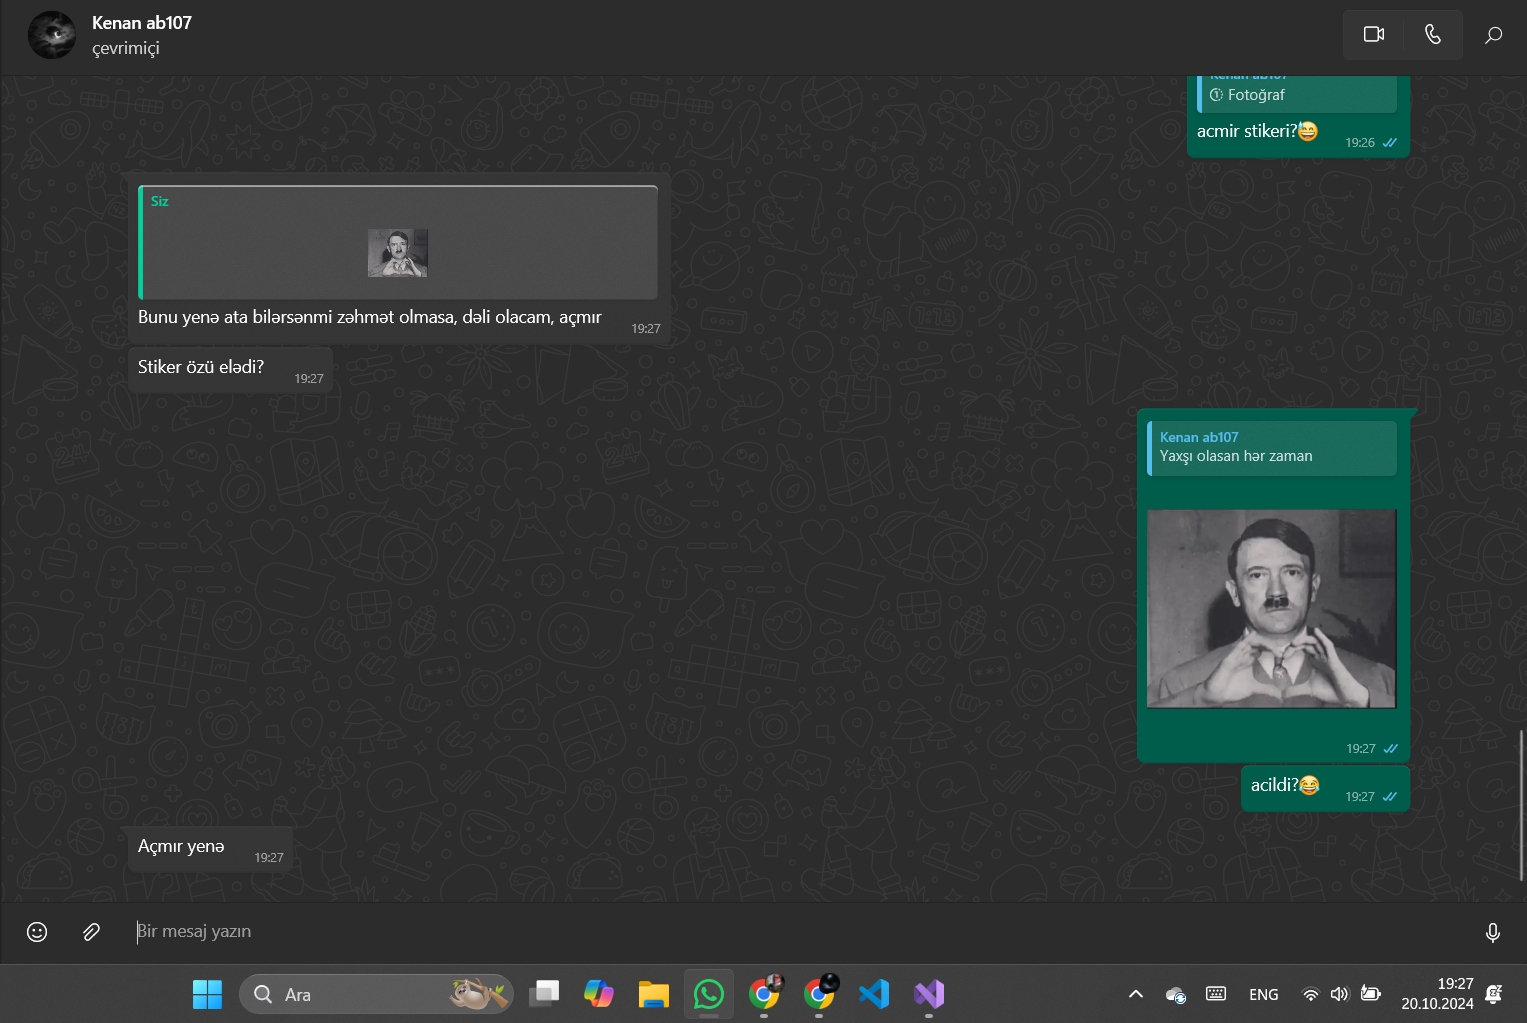 Kenan ab107
çevrimiçi
Kenan ab107
Fotoğraf
acmir stikeri?😅
19:26
Siz
Bunu yenə ata bilərsənmi zəhmət olmasa, dəli olacam, açmır
19:27
Stiker özü elədi?
19:27
Kenan ab107
Yaxşı olasan hər zaman
19:27
acildi?😂
19:27
Açmır yenə
19:27
Bir mesaj yazın
Ara
ENG
19:27
20.10.2024